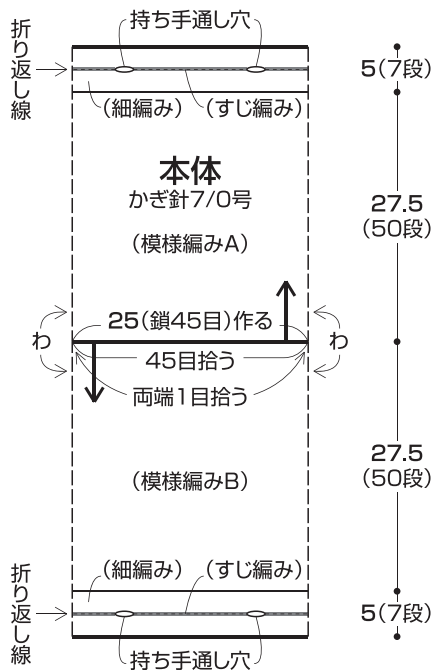 持ち手通し穴
折り返し線
5(7段)
(細編み)
(すじ編み)
本体
かぎ針7/0号
(模様編みA)
27.5
(50段)
25(鎖45目)作る
わ
わ
45目拾う
両端1目拾う
27.5
(50段)
(模様編みB)
(細編み)
(すじ編み)
折り返し線
5(7段)
持ち手通し穴